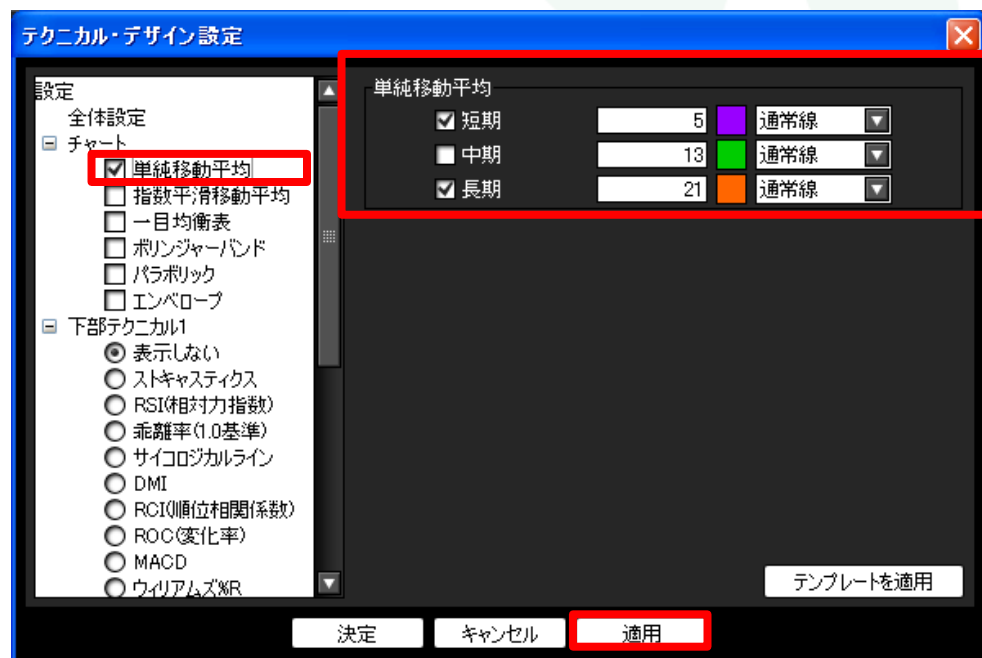 テクニカル・デザイン設定
設定
全体設定
チャート
単純移動平均
指数平滑移動平均
一目均衡表
ボリンジャーバンド
パラボリック
エンベロープ
下部テクニカル1
表示しない
ストキャスティクス
RSI(相対力指数)
乖離率(1.0基準)
サイコロジカルライン
DMI
RCI(順位相関係数)
ROC(変化率)
MACD
ウィリアムズ%R
単純移動平均
短期 5 通常線
中期 13 通常線
長期 21 通常線
テンプレートを適用
決定 キャンセル 適用